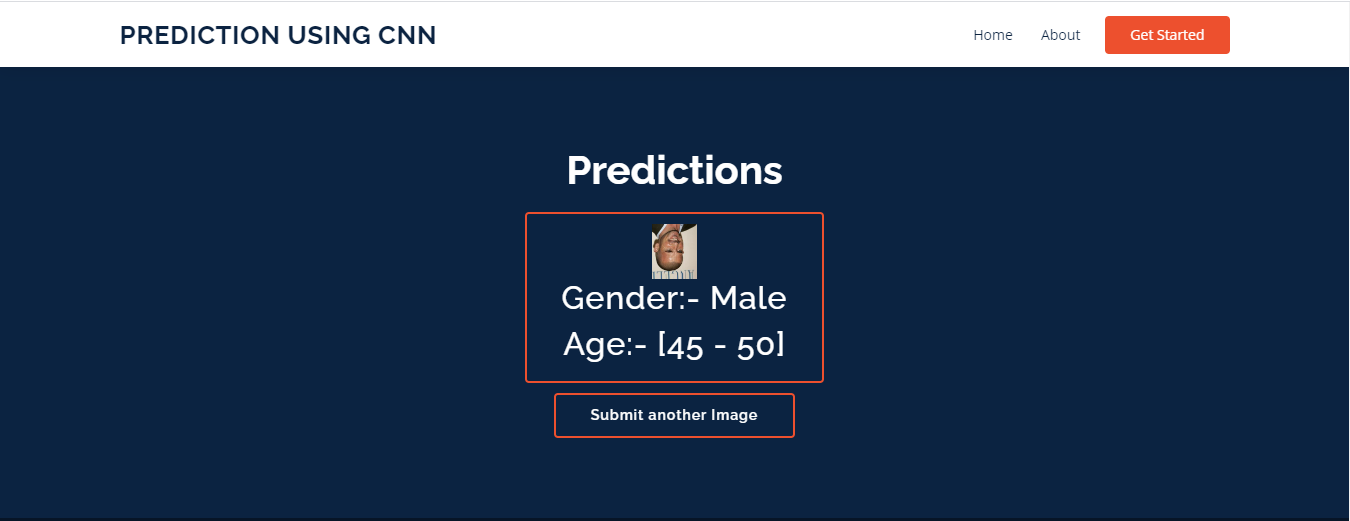 PREDICTION USING CNN
Home About Get Started
Predictions
Gender:- Male
Age:- [45 - 50]
Submit another Image